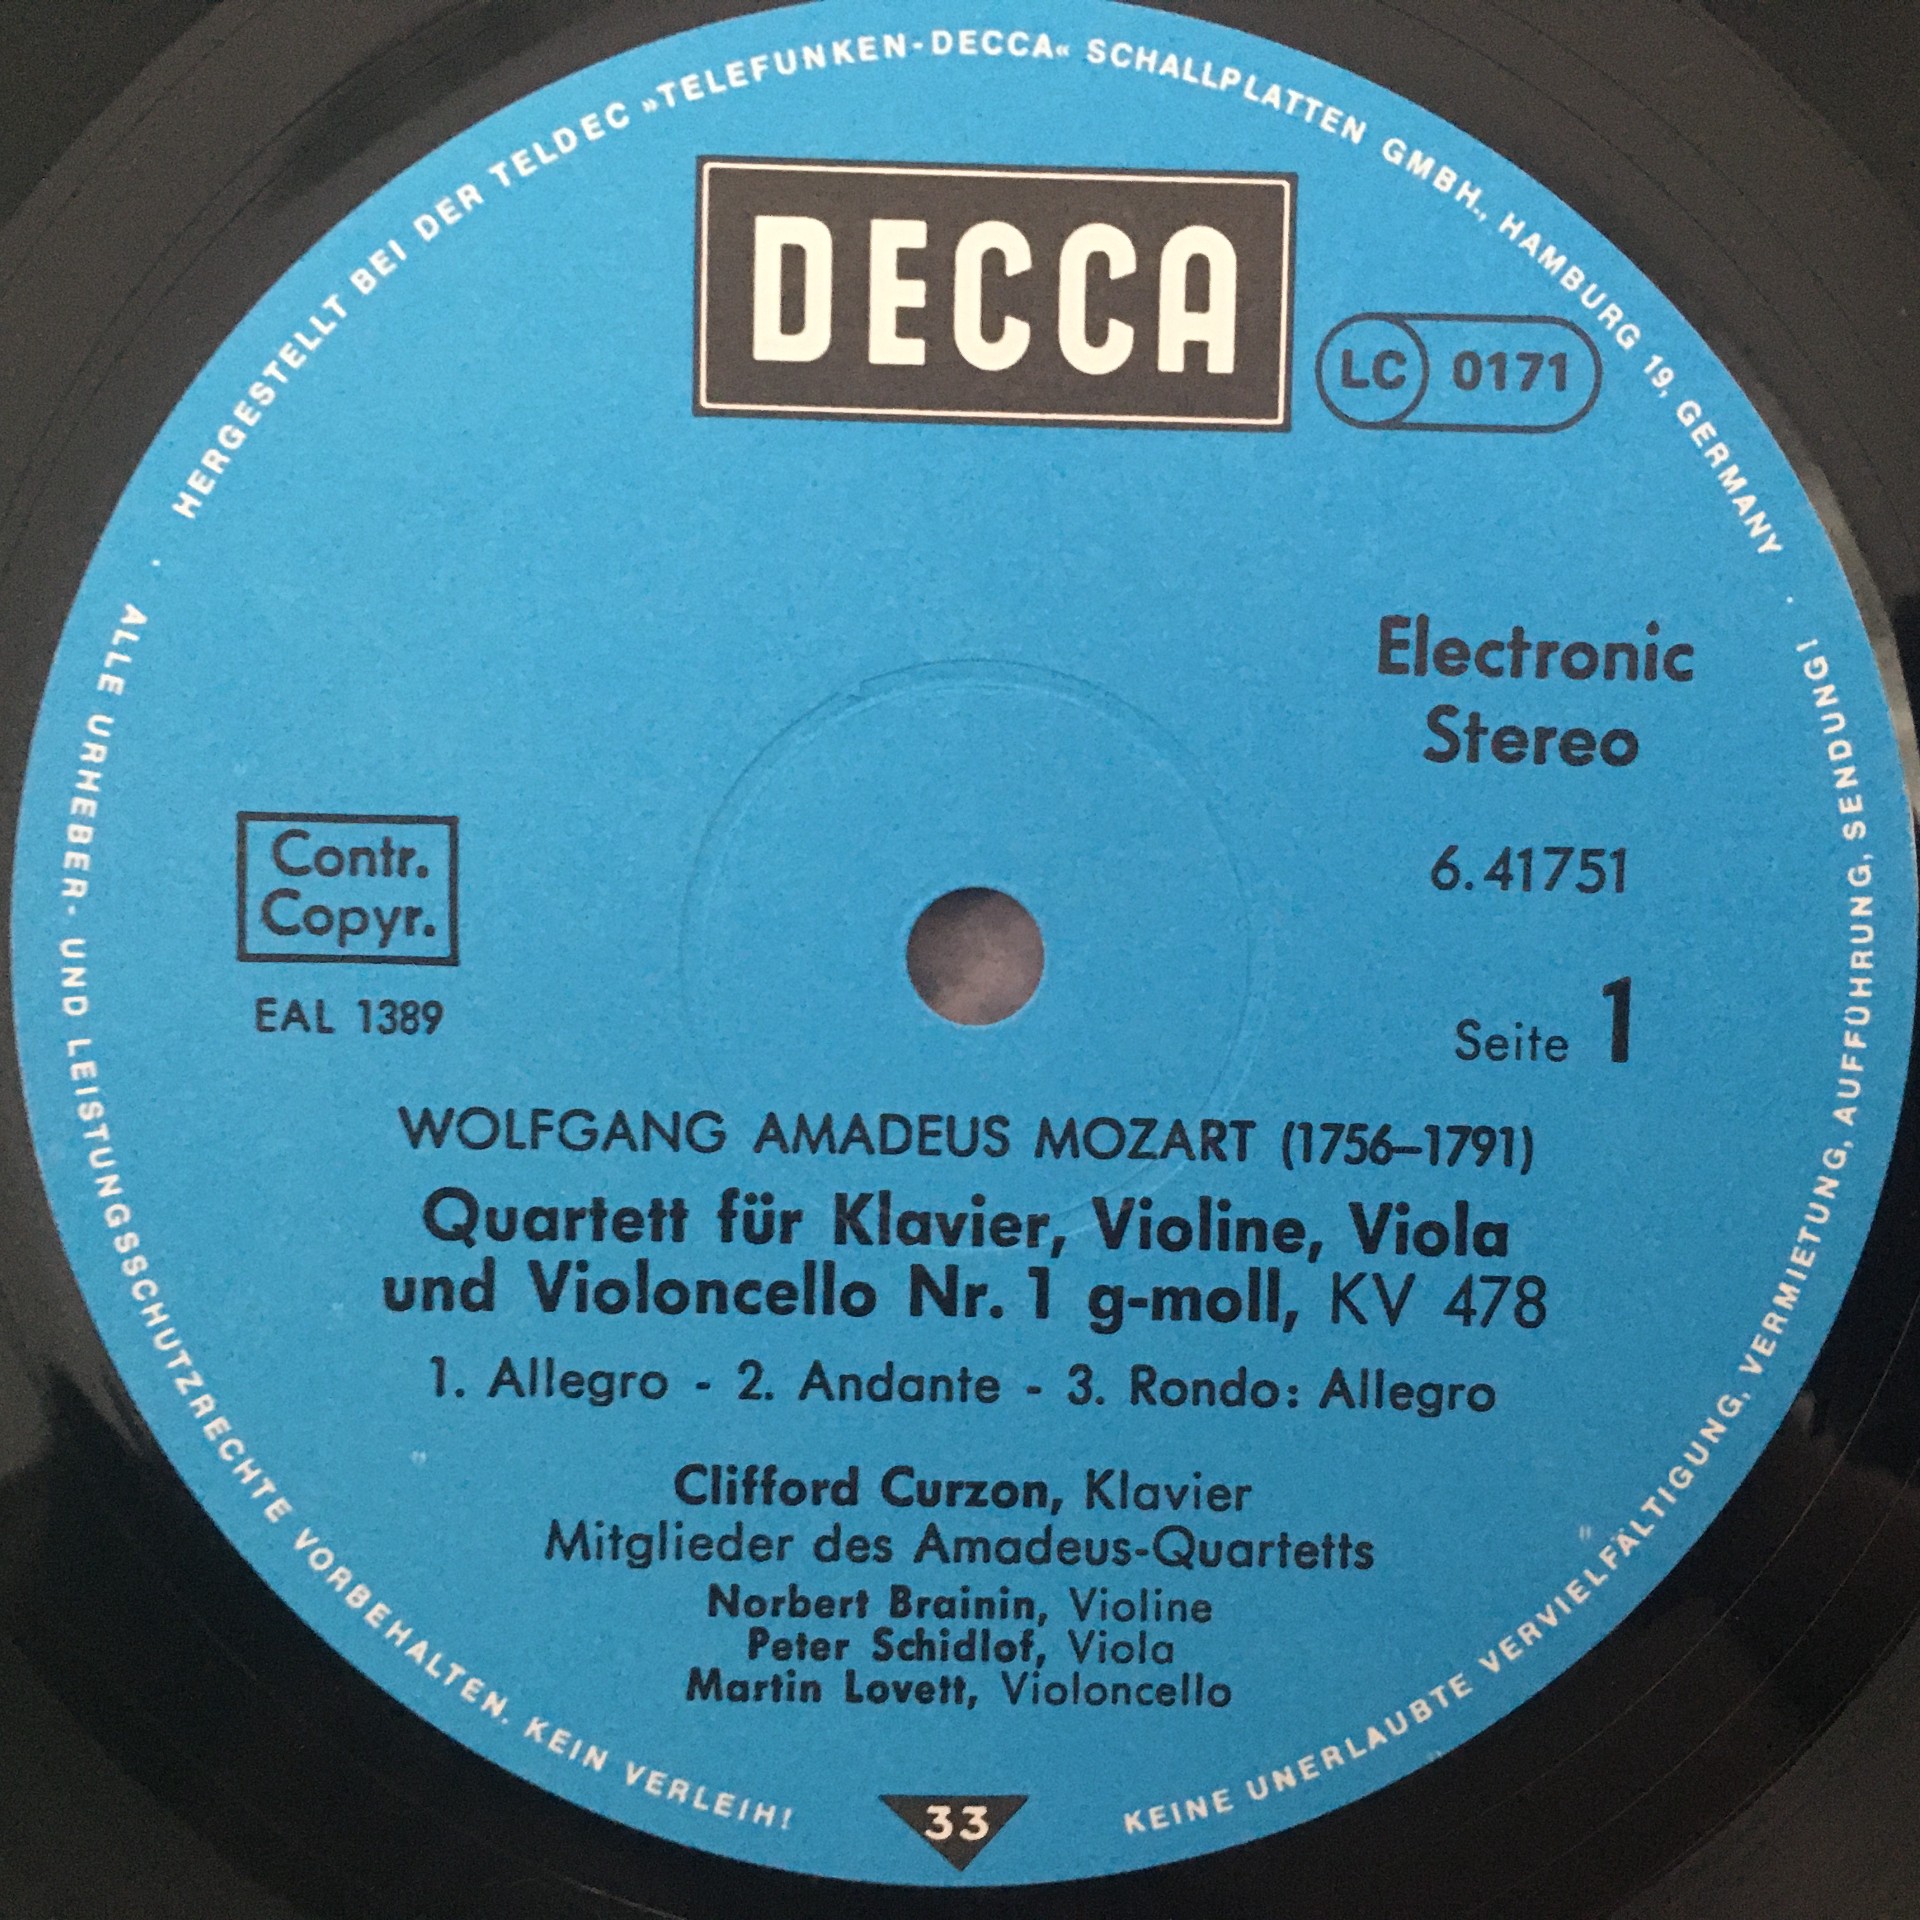 HERGESTELLT BEI DER TELDEC »TELEFUNKEN-DECCA« SCHALLPLATTEN GMBH., HAMBURG 19, GERMANY
DECCA
LC 0171
Electronic
Stereo
6.41751
Contr.
Copyr.
EAL 1389
Seite 1
WOLFGANG AMADEUS MOZART (1756–1791)
Quartett für Klavier, Violine, Viola
und Violoncello Nr. 1 g-moll, KV 478
1. Allegro - 2. Andante - 3. Rondo: Allegro
Clifford Curzon, Klavier
Mitglieder des Amadeus-Quartetts
Norbert Brainin, Violine
Peter Schidlof, Viola
Martin Lovett, Violoncello
33
ALLE URHEBER- UND LEISTUNGSSCHUTZRECHTE VORBEHALTEN. KEIN VERLEIH!
KEINE UNERLAUBTE VERVIELFÄLTIGUNG, VERMIETUNG, AUFFÜHRUNG, SENDUNG!